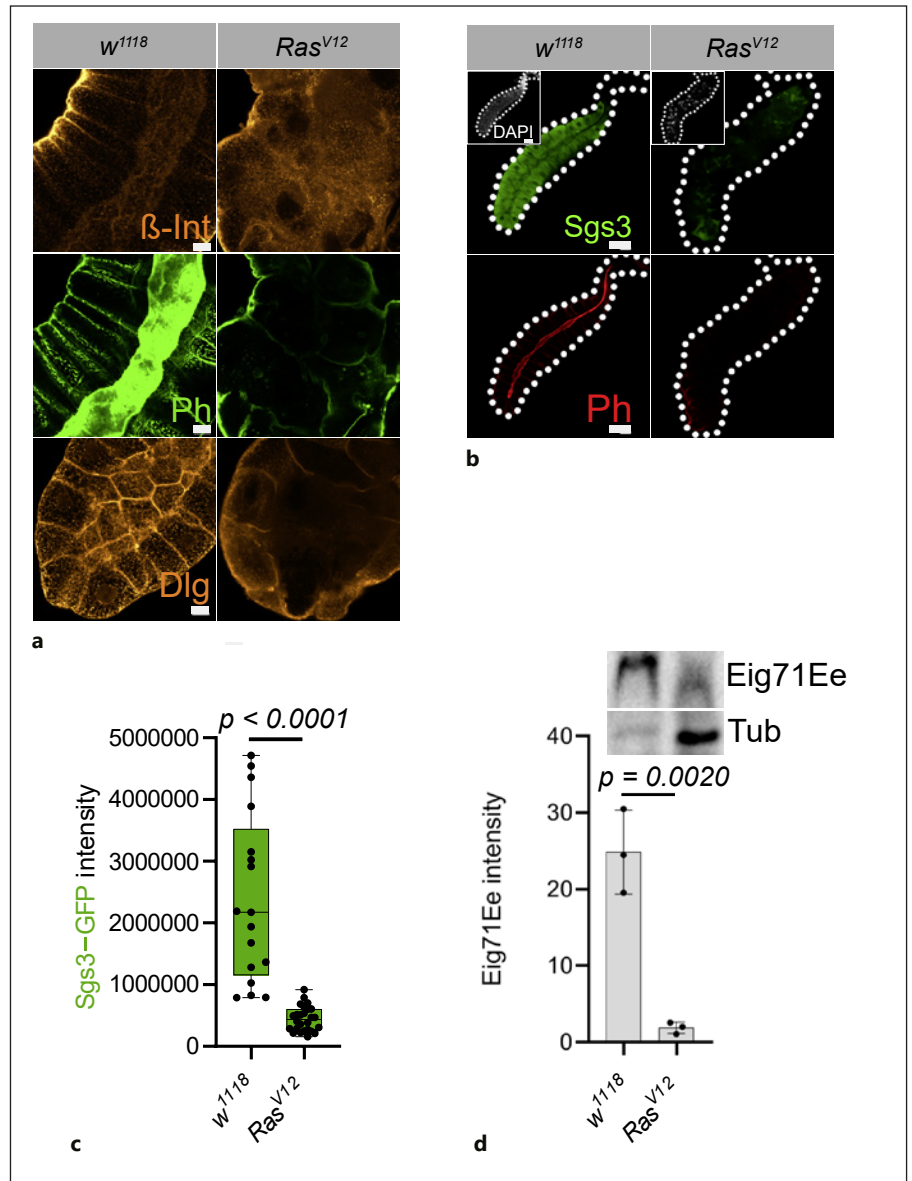 w1118 RasV12
ß-Int
Ph
Dlg
a
w1118 RasV12
DAPI
Sgs3
Ph
b
p < 0.0001
5000000
4000000
3000000
2000000
1000000
0
Sgs3–GFP intensity
w1118 RasV12
c
Eig71Ee
Tub
p = 0.0020
40
30
20
10
0
Eig71Ee intensity
w1118 RasV12
d